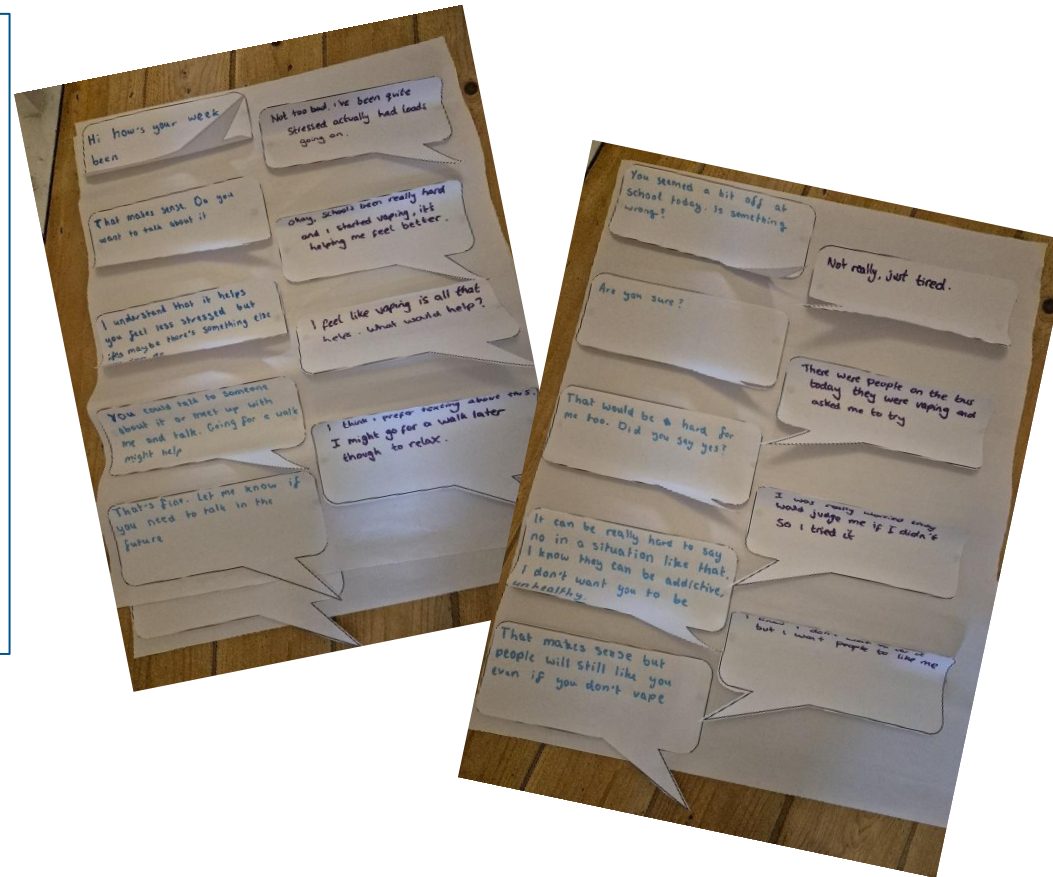 Hi how's your week
been
Not too bad. I've been quite
stressed actually had loads
going on.
That makes sense. Do you
want to talk about it
okay, school's been really hard
and I started vaping, it's
helping me feel better.
I understand that it helps
you feel less stressed but
maybe there's something else
I feel like vaping is all that
help?
You could talk to someone
about it or meet up with
me and talk. Going for a walk
might help
I think I prefer texting about this.
I might go for a walk later
though to relax.
That's fine. Let me know if
you need to talk in the
future
You seemed a bit off at
school today. Is something
wrong?
Not really, just tired.
Are you sure?
There were people on the bus
today they were vaping and
asked me to try
That would be hard for
me too. Did you say yes?
I was really worried they
would judge me if I didn't
so I tried it
It can be really hard to say
no in a situation like that.
I know they can be addictive,
I don't want you to be
unhealthy.
but I want people to like me
That makes sense but
people will still like you
even if you don't vape